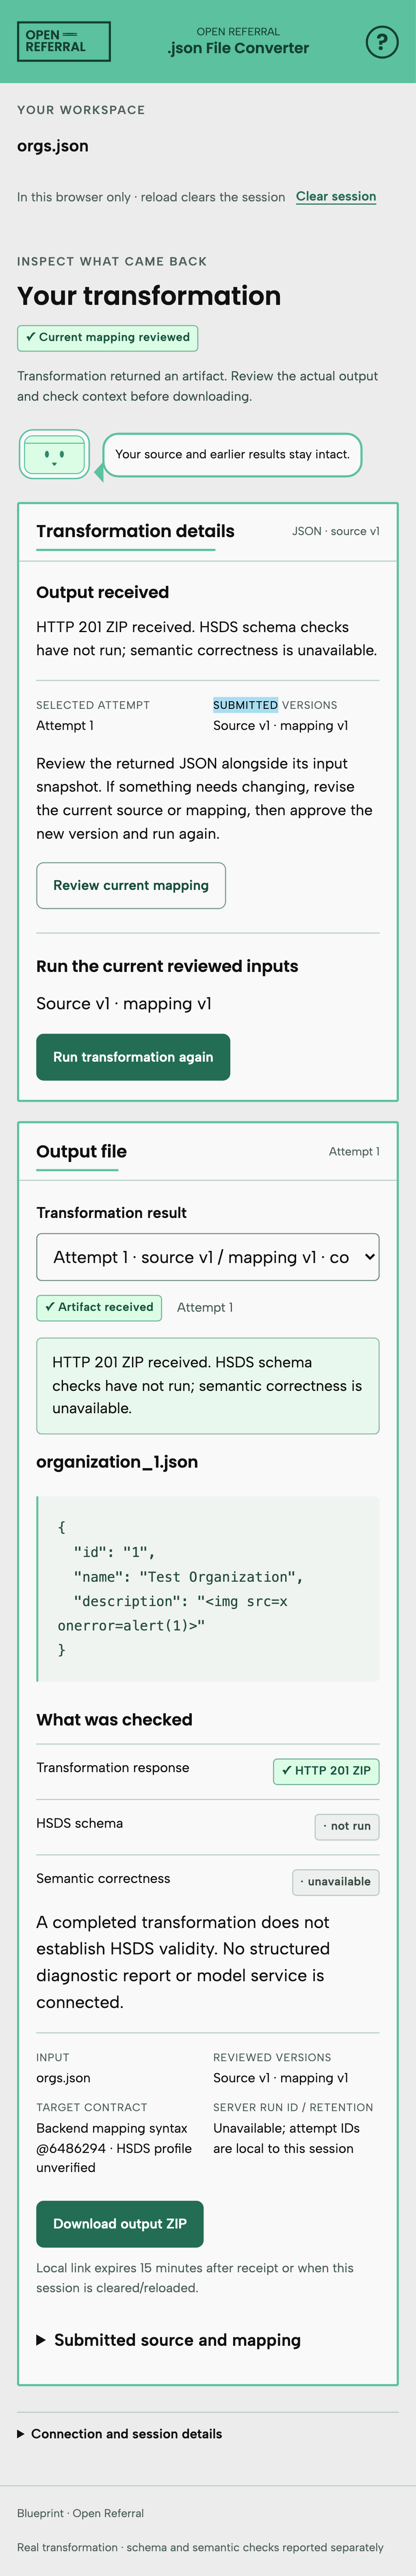 OPEN
REFERRAL
OPEN REFERRAL
.json File Converter
?
YOUR WORKSPACE
orgs.json
In this browser only · reload clears the session Clear session
INSPECT WHAT CAME BACK
Your transformation
✓ Current mapping reviewed
Transformation returned an artifact. Review the actual output
and check context before downloading.
Your source and earlier results stay intact.
Transformation details
JSON · source v1
Output received
HTTP 201 ZIP received. HSDS schema checks
have not run; semantic correctness is unavailable.
SELECTED ATTEMPT
Attempt 1
SUBMITTED VERSIONS
Source v1 · mapping v1
Review the returned JSON alongside its input
snapshot. If something needs changing, revise
the current source or mapping, then approve the
new version and run again.
Review current mapping
Run the current reviewed inputs
Source v1 · mapping v1
Run transformation again
Output file
Attempt 1
Transformation result
Attempt 1 · source v1 / mapping v1 · co
✓ Artifact received
Attempt 1
HTTP 201 ZIP received. HSDS schema
checks have not run; semantic correctness is
unavailable.
organization_1.json
{
"id": "1",
"name": "Test Organization",
"description": "<img src=x
onerror=alert(1)>"
}
What was checked
Transformation response
✓ HTTP 201 ZIP
HSDS schema
· not run
Semantic correctness
· unavailable
A completed transformation does not
establish HSDS validity. No structured
diagnostic report or model service is
connected.
INPUT
orgs.json
REVIEWED VERSIONS
Source v1 · mapping v1
TARGET CONTRACT
Backend mapping syntax
@6486294 · HSDS profile
unverified
SERVER RUN ID / RETENTION
Unavailable; attempt IDs
are local to this session
Download output ZIP
Local link expires 15 minutes after receipt or when this
session is cleared/reloaded.
▶ Submitted source and mapping
▶ Connection and session details
Blueprint · Open Referral
Real transformation · schema and semantic checks reported separately